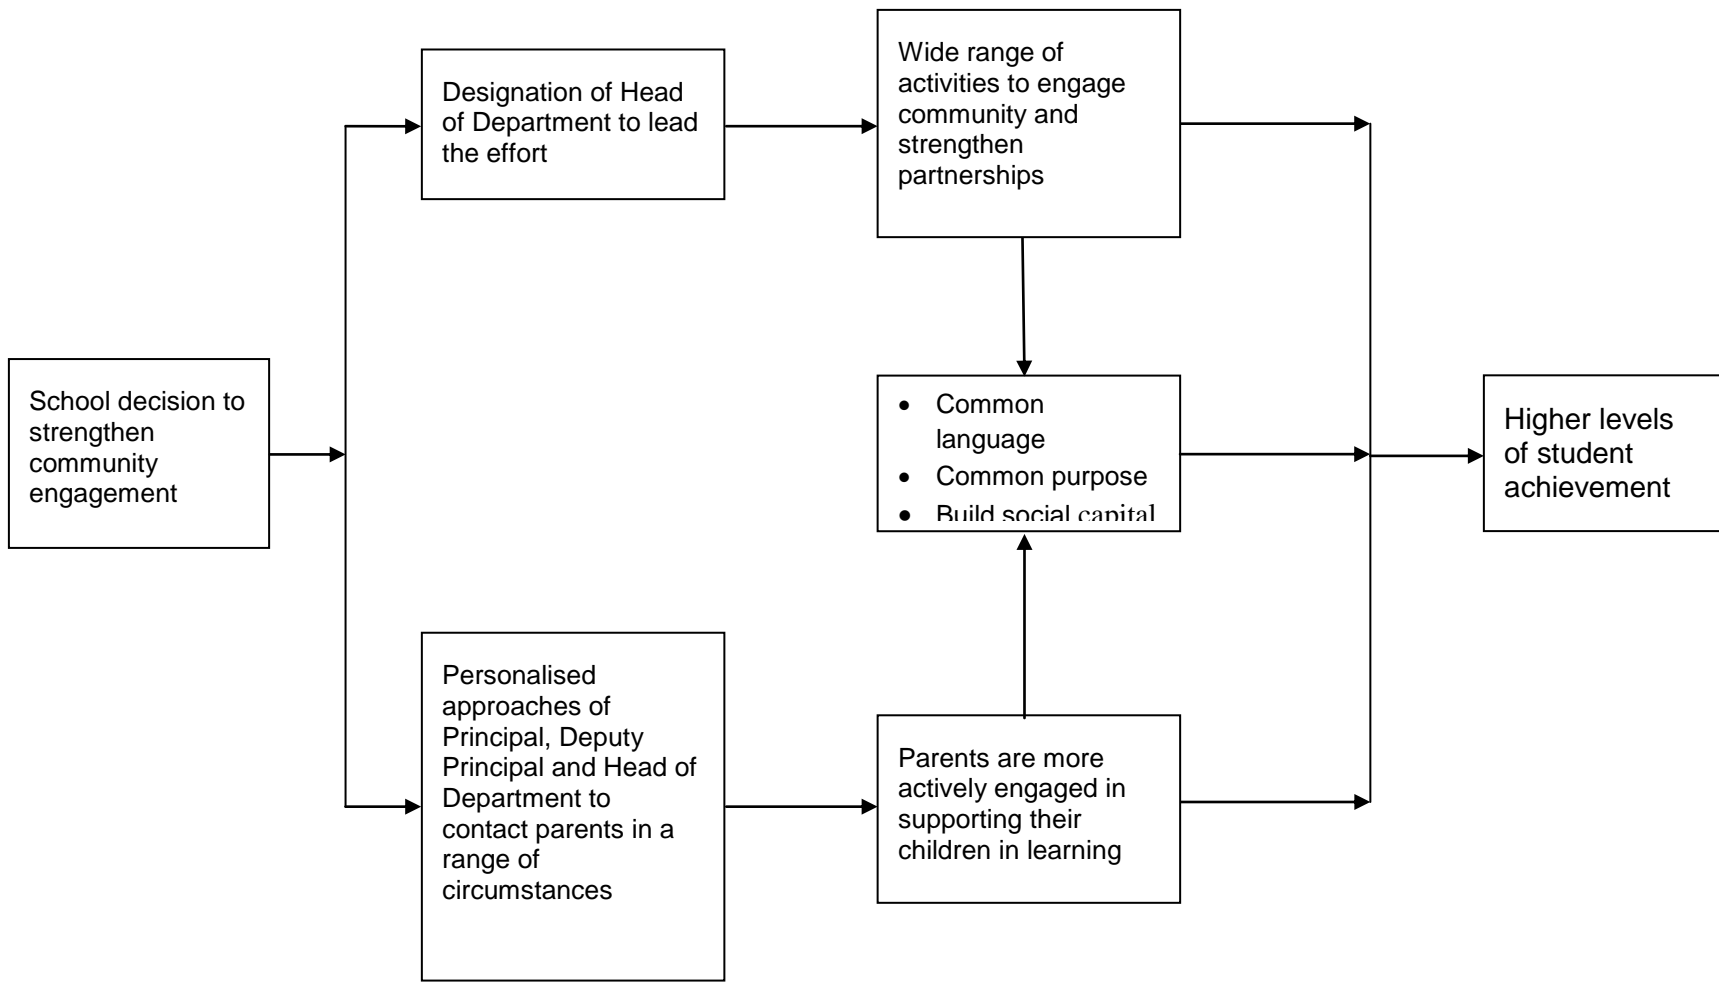 School decision to
strengthen
community
engagement
Designation of Head
of Department to lead
the effort
Personalised
approaches of
Principal, Deputy
Principal and Head of
Department to
contact parents in a
range of
circumstances
Wide range of
activities to engage
community and
strengthen
partnerships
• Common
language
• Common purpose
• Build social capital
Parents are more
actively engaged in
supporting their
children in learning
Higher levels
of student
achievement